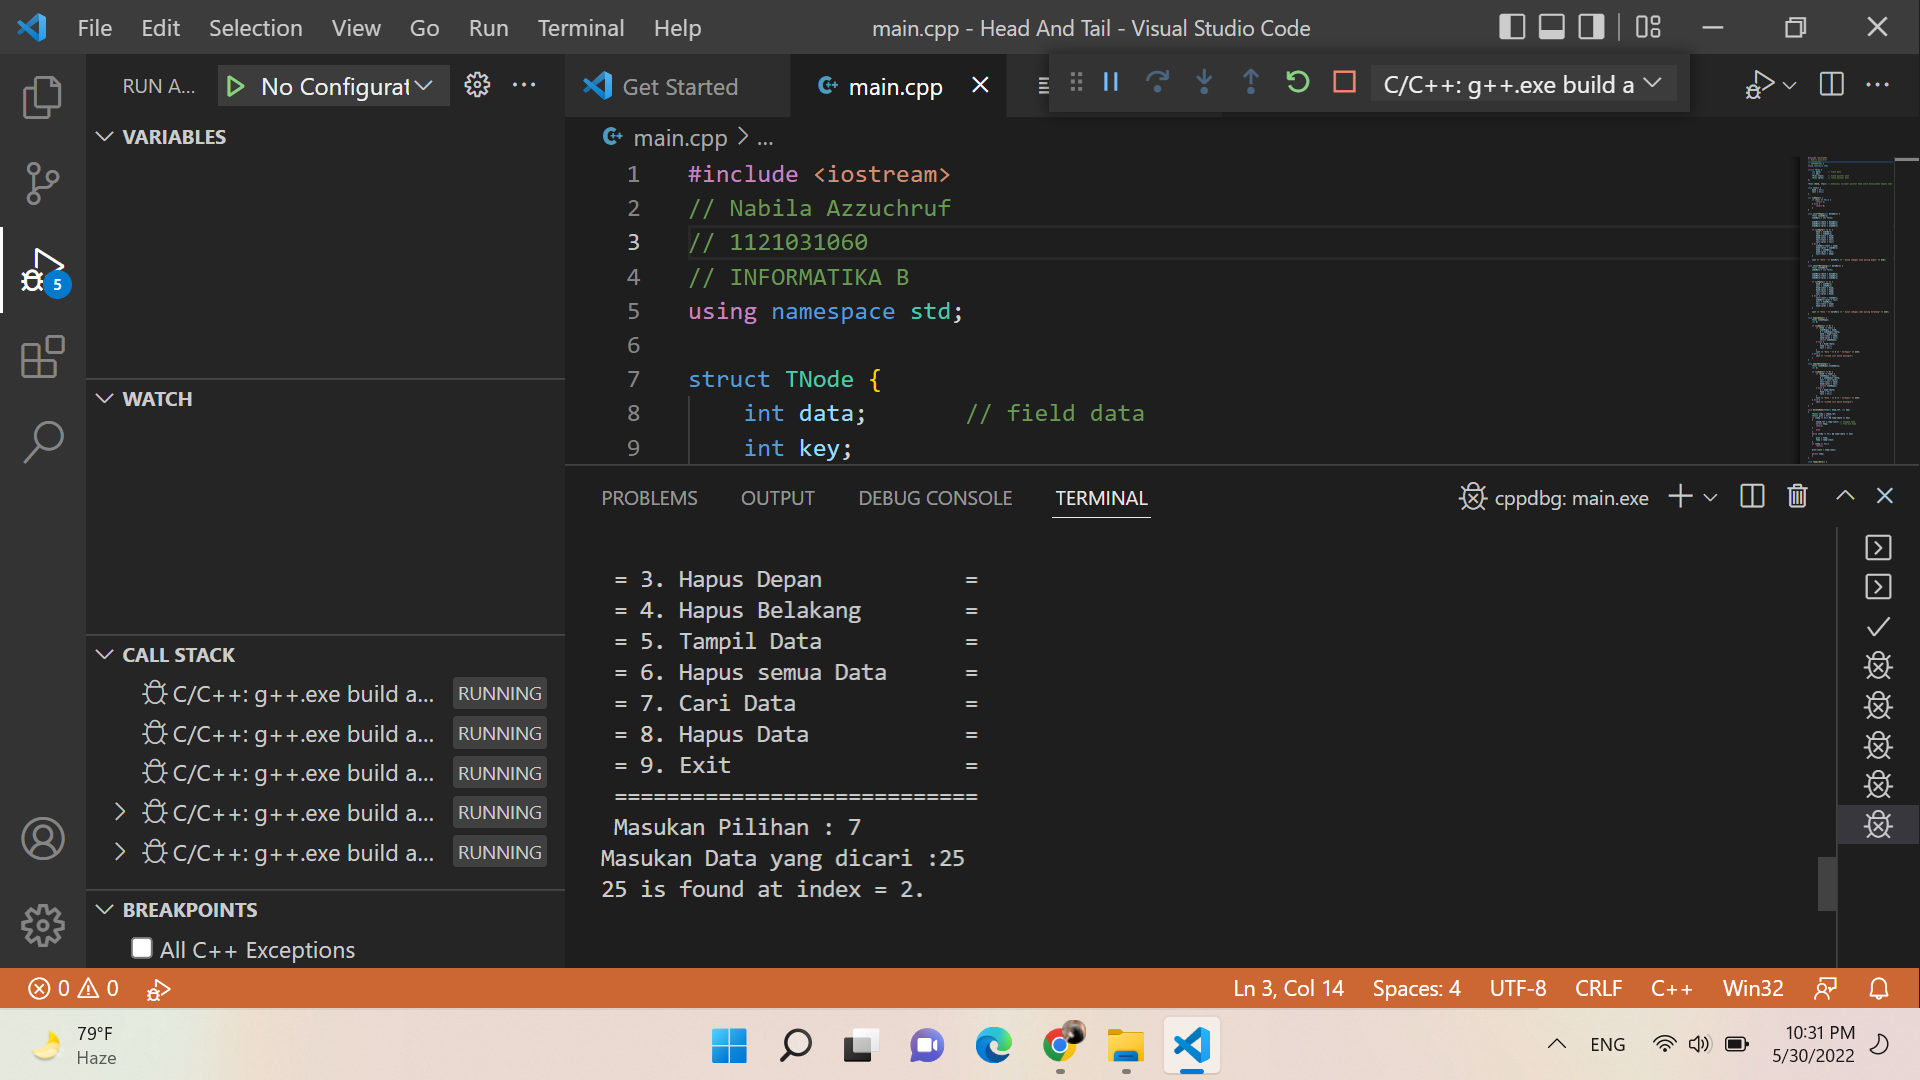 File Edit Selection View Go Run Terminal Help
main.cpp - Head And Tail - Visual Studio Code
RUN A...
No Configurat
Get Started
main.cpp
C/C++: g++.exe build a
VARIABLES
WATCH
CALL STACK
C/C++: g++.exe build a... RUNNING
C/C++: g++.exe build a... RUNNING
C/C++: g++.exe build a... RUNNING
C/C++: g++.exe build a... RUNNING
C/C++: g++.exe build a... RUNNING
BREAKPOINTS
All C++ Exceptions
5
main.cpp > ...
1 #include <iostream>
2 // Nabila Azzuchruf
3 // 1121031060
4 // INFORMATIKA B
5 using namespace std;
6
7 struct TNode {
8 int data; // field data
9 int key;
PROBLEMS OUTPUT DEBUG CONSOLE TERMINAL
cppdbg: main.exe
= 3. Hapus Depan =
= 4. Hapus Belakang =
= 5. Tampil Data =
= 6. Hapus semua Data =
= 7. Cari Data =
= 8. Hapus Data =
= 9. Exit =
============================
Masukan Pilihan : 7
Masukan Data yang dicari :25
25 is found at index = 2.
0 0
Ln 3, Col 14 Spaces: 4 UTF-8 CRLF C++ Win32
79°F
Haze
ENG
10:31 PM
5/30/2022